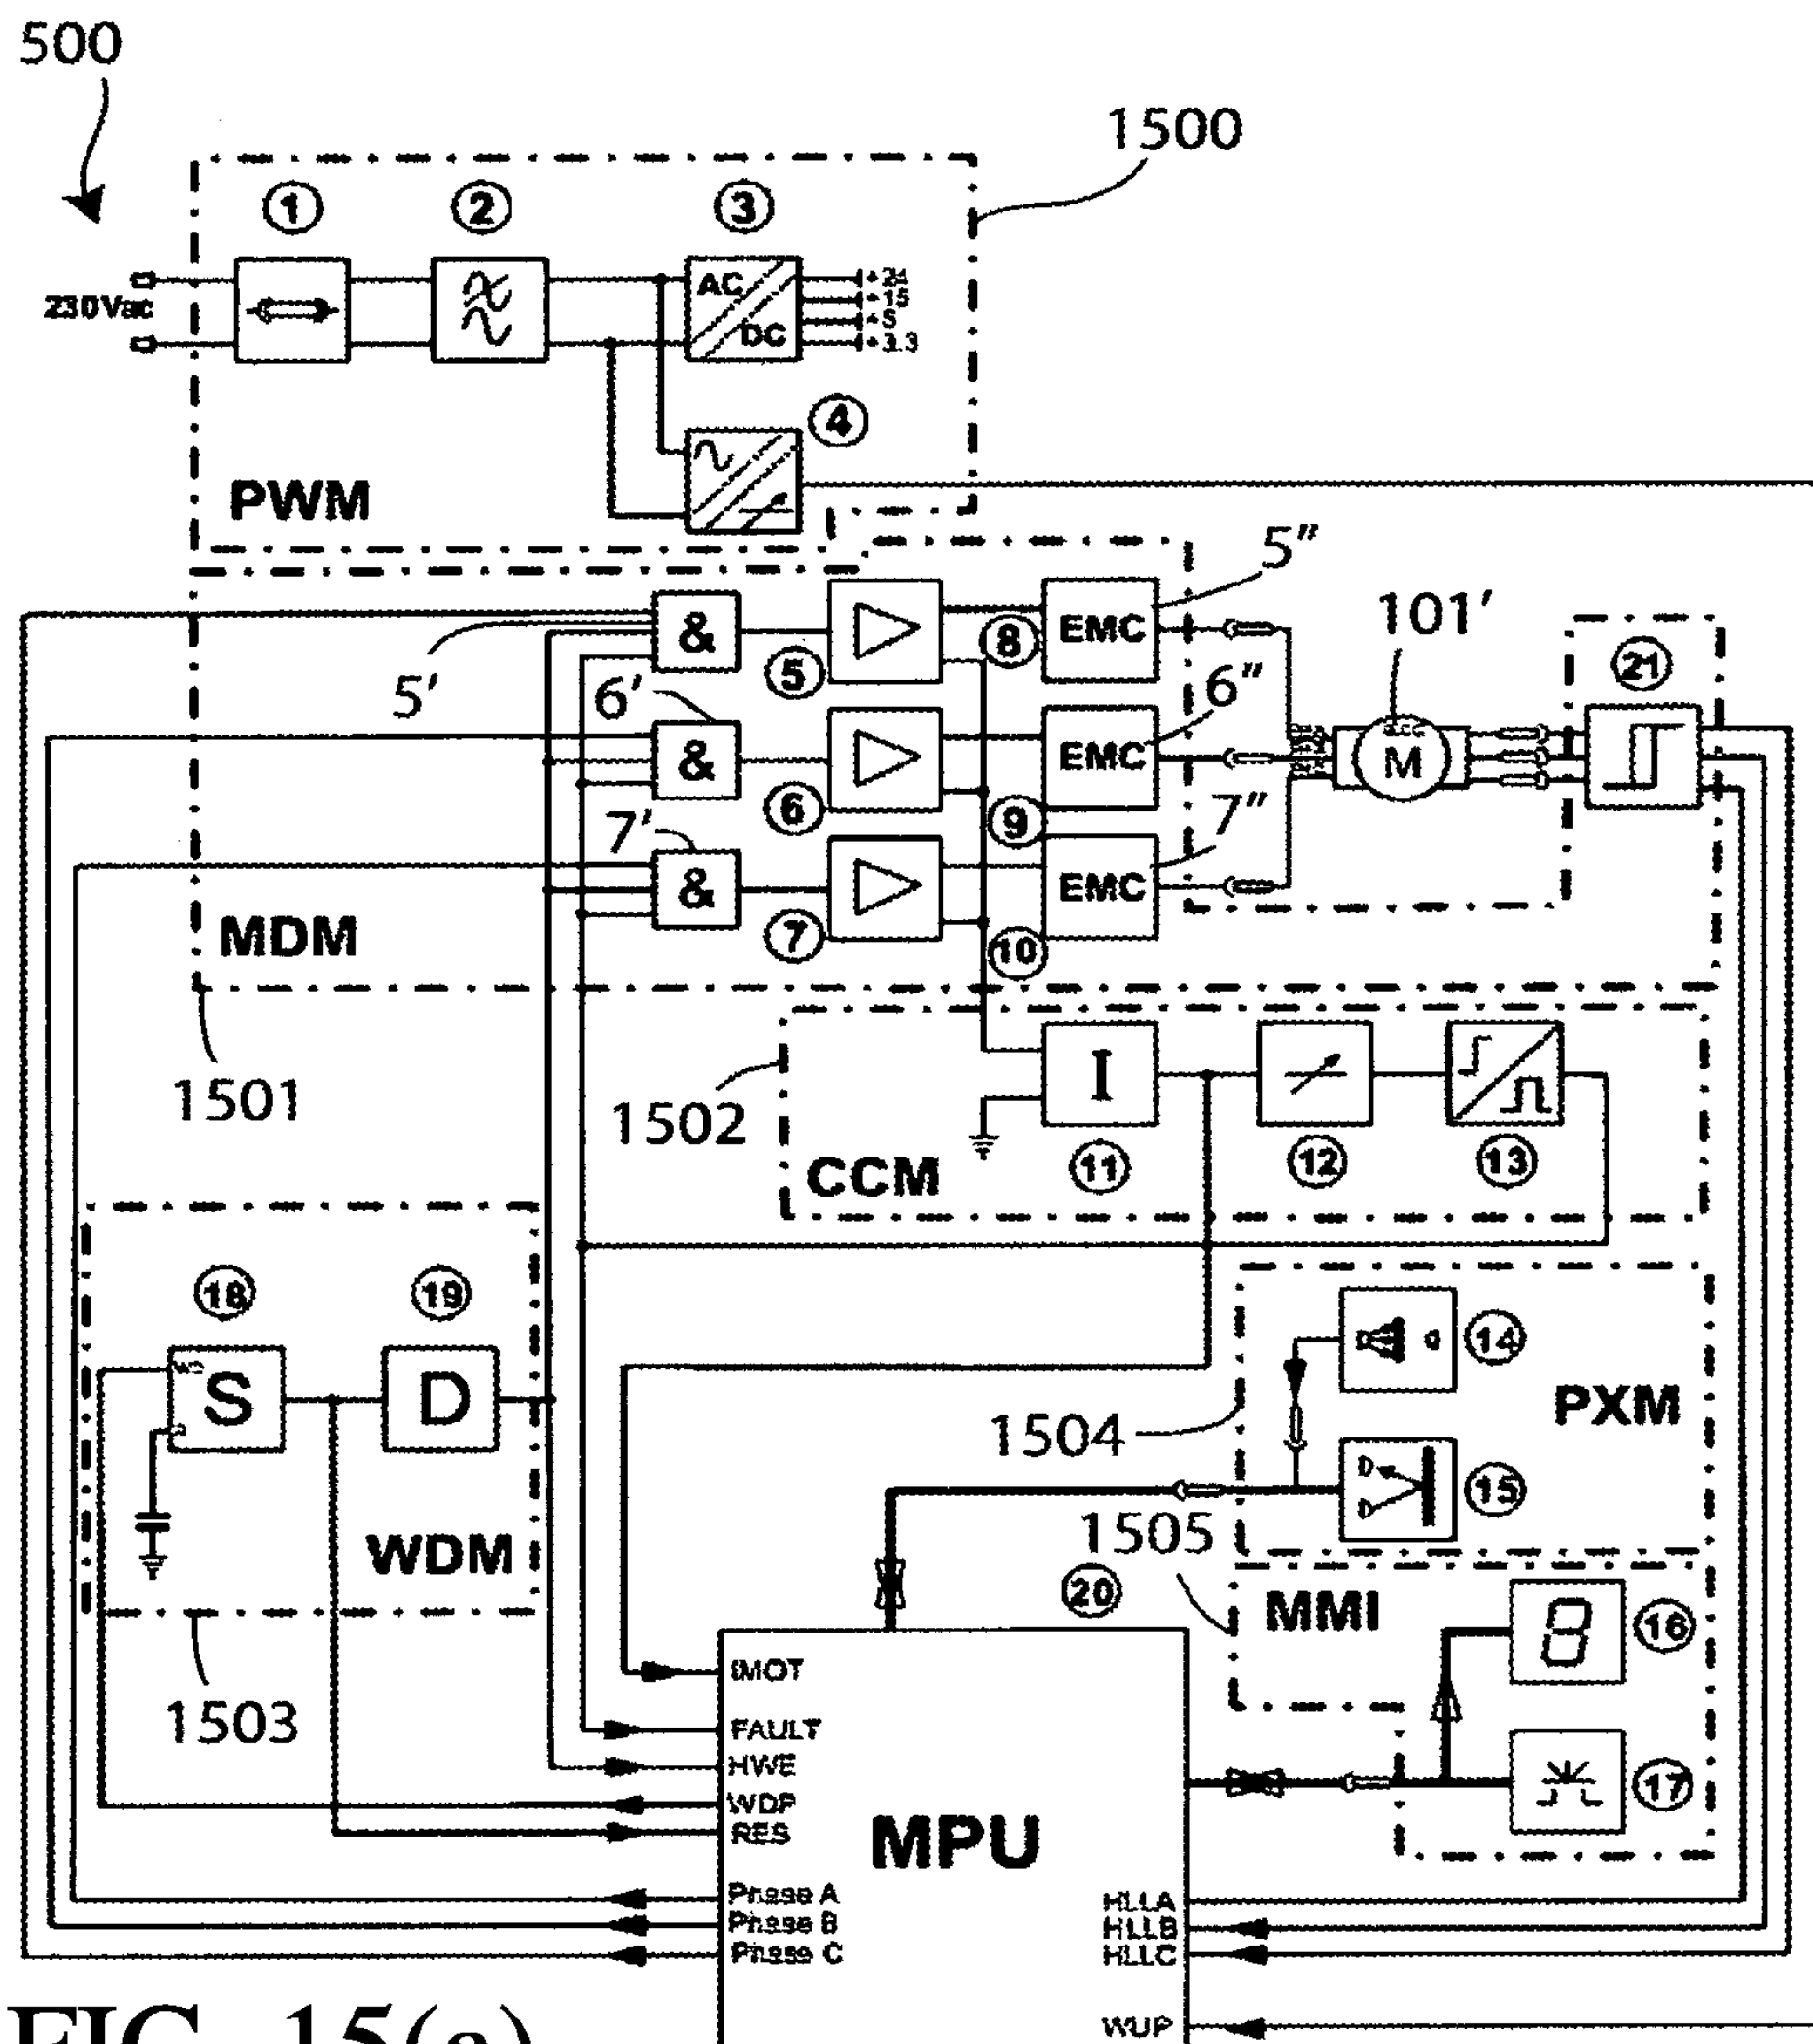 500
1500
1
2
3
230Vac
AC
DC
+24
+15
+5
+3.3
4
PWM
5″
&
EMC
8
5
5′
101′
M
21
6′
6″
&
EMC
6
9
7′
7″
&
EMC
7
10
MDM
1501
1502
I
11
12
13
CCM
18
19
WD
S
D
WDM
1503
14
PXM
1504
15
1505
20
MMI
16
17
IMOT
FAULT
HWE
WDP
RES
MPU
Phase A
Phase B
Phase C
HLLA
HLLB
HLLC
WUP
FIG. 15(a)